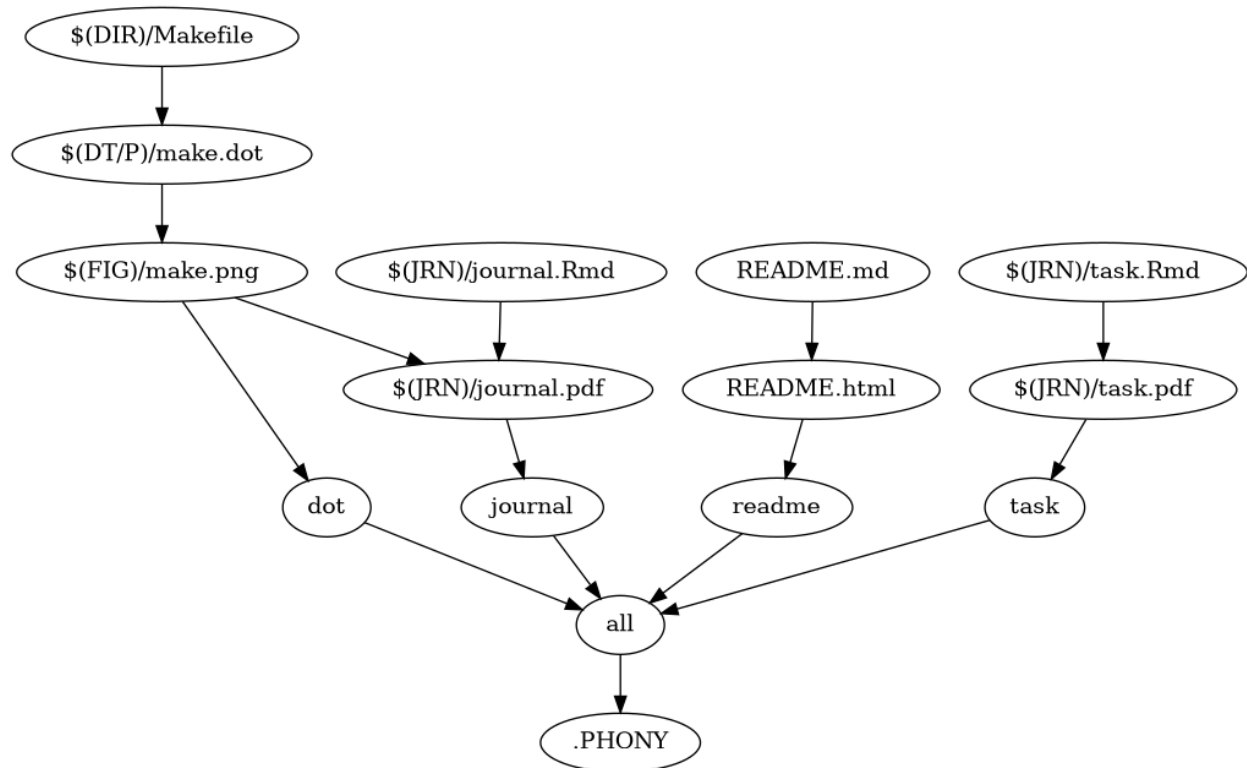 $(DIR)/Makefile
$(DT/P)/make.dot
$(FIG)/make.png
$(JRN)/journal.Rmd
README.md
$(JRN)/task.Rmd
$(JRN)/journal.pdf
README.html
$(JRN)/task.pdf
dot
journal
readme
task
all
.PHONY